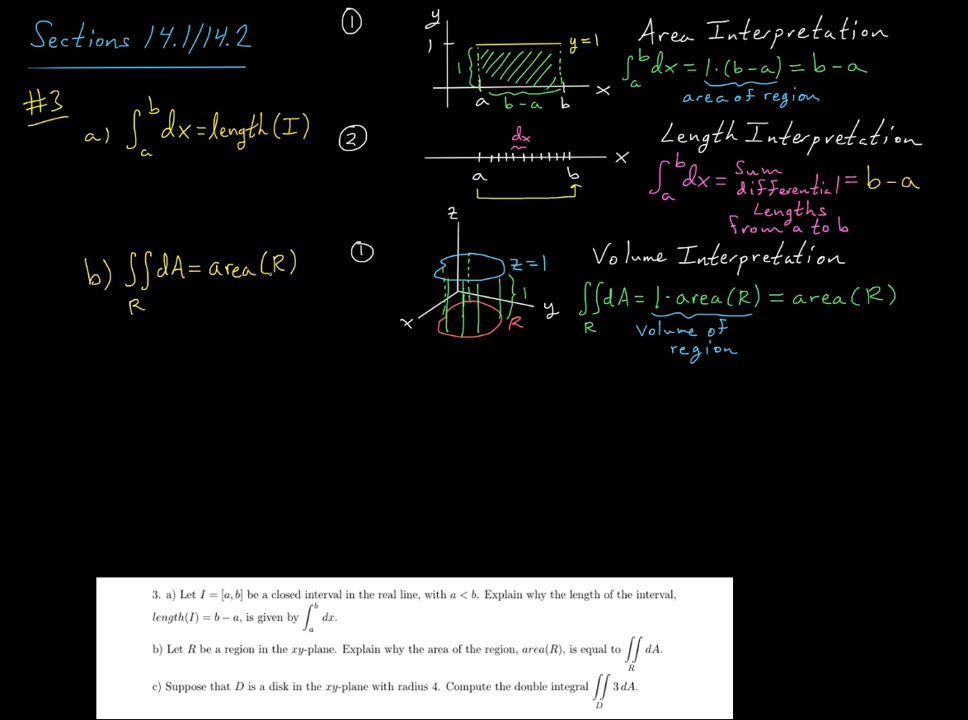 Sections 14.1/14.2
#3
a) ∫_a^b dx = length(I)
①
y
1
y=1
1
a b-a b x
Area Interpretation
∫_a^b dx = 1·(b-a) = b-a
area of region
②
dx
x
a b
Length Interpretation
∫_a^b dx = Sum differential Lengths from a to b = b-a
b) ∬_R dA = area(R)
①
z
z=1
1
y
x
R
Volume Interpretation
∬_R dA = 1·area(R) = area(R)
Volume of
region
3. a) Let I = [a, b] be a closed interval in the real line, with a < b. Explain why the length of the interval,
length(I) = b − a, is given by ∫_a^b dx.
b) Let R be a region in the xy-plane. Explain why the area of the region, area(R), is equal to ∬_R dA.
c) Suppose that D is a disk in the xy-plane with radius 4. Compute the double integral ∬_D 3 dA.